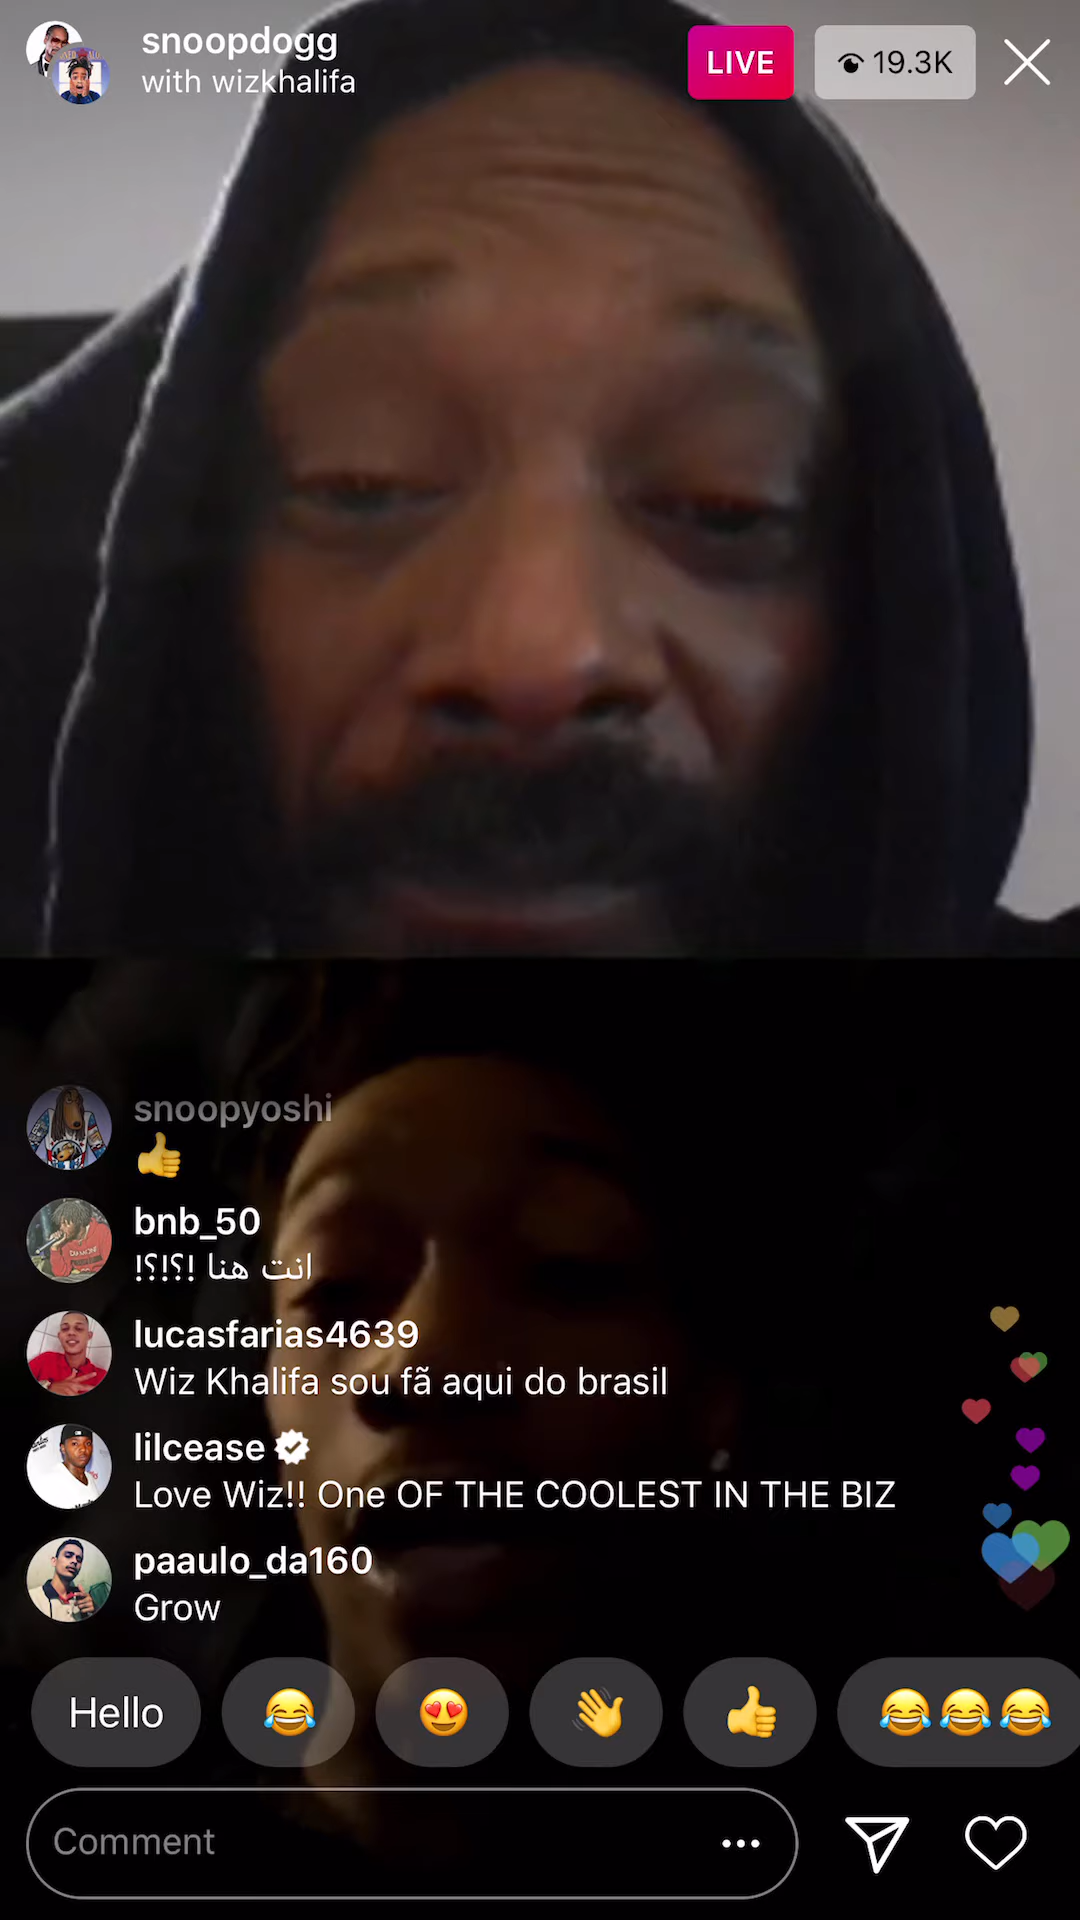 snoopdogg
with wizkhalifa
LIVE
19.3K
snoopyoshi
👍
bnb_50
انت هنا !؟!؟!
lucasfarias4639
Wiz Khalifa sou fã aqui do brasil
lilcease
Love Wiz!! One OF THE COOLEST IN THE BIZ
paaulo_da160
Grow
Hello 😂 😍 👋 👍 😂😂😂
Comment